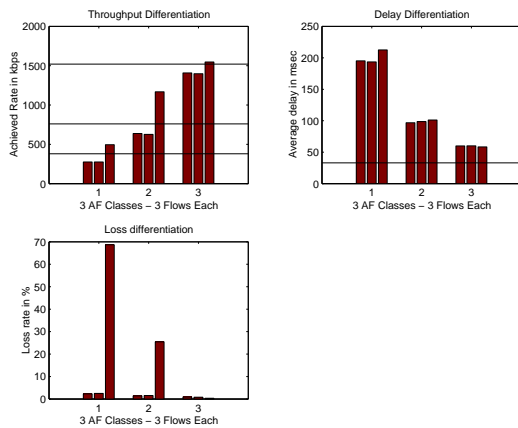 Throughput Differentiation
2000
1500
1000
500
0
Achieved Rate in kbps
1 2 3
3 AF Classes – 3 Flows Each
Delay Differentiation
250
200
150
100
50
0
Average delay in msec
1 2 3
3 AF Classes – 3 Flows Each
Loss differentiation
70
60
50
40
30
20
10
0
Loss rate in %
1 2 3
3 AF Classes – 3 Flows Each